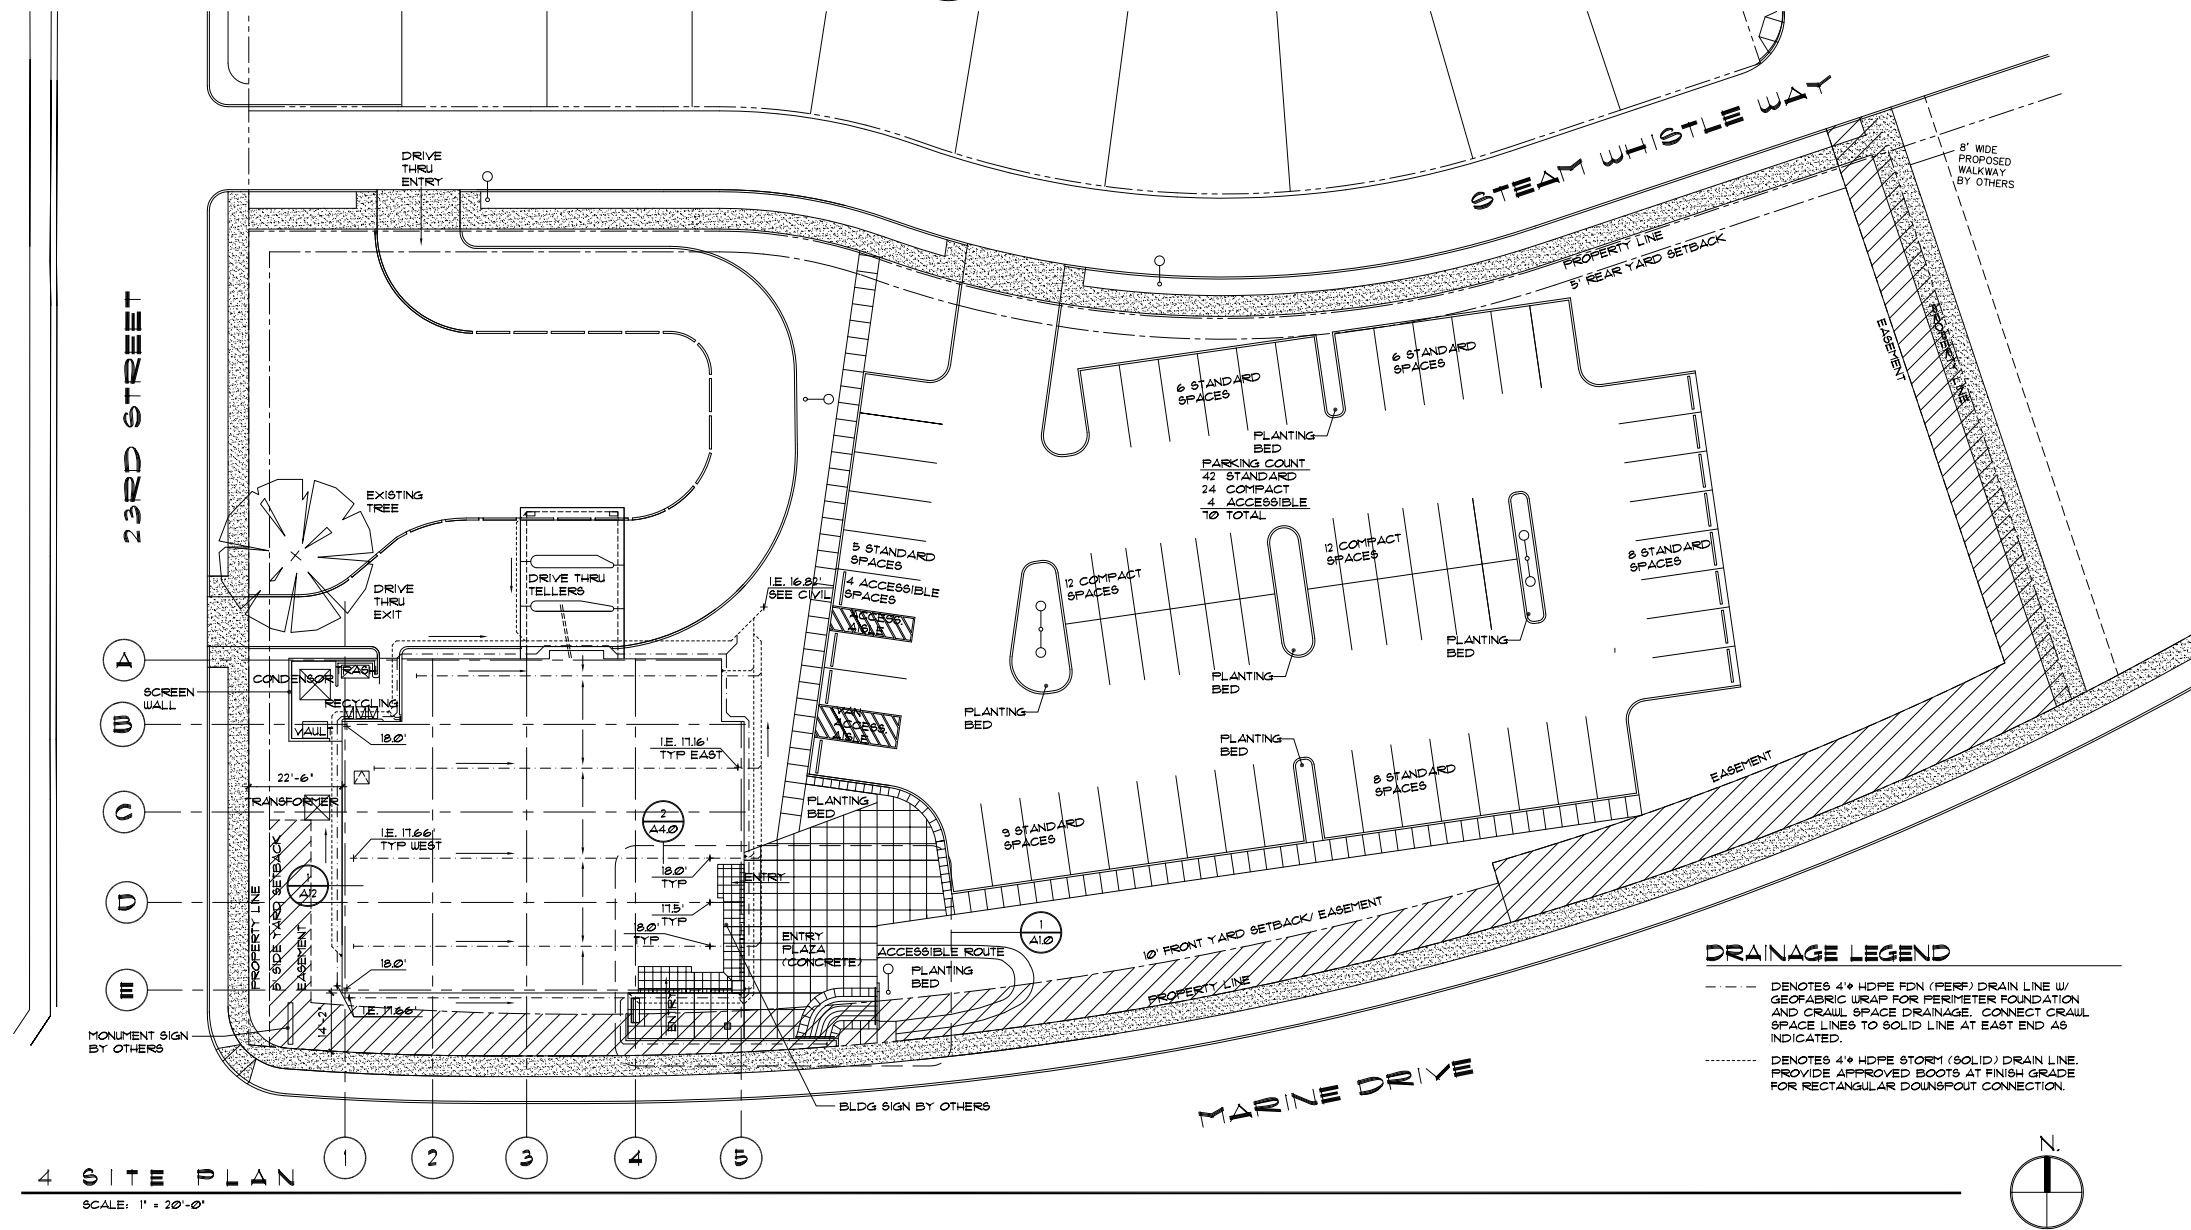 STEAM WHISTLE WAY
DRIVE
THRU
ENTRY
8' WIDE
PROPOSED
WALKWAY
BY OTHERS
PROPERTY LINE
5' REAR YARD SETBACK
23RD STREET
EASEMENT
PROPERTY LINE
6 STANDARD
SPACES
6 STANDARD
SPACES
PLANTING
BED
PARKING COUNT
42 STANDARD
24 COMPACT
4 ACCESSIBLE
70 TOTAL
EXISTING
TREE
5 STANDARD
SPACES
12 COMPACT
SPACES
8 STANDARD
SPACES
DRIVE THRU
TELLERS
I.E. 16.82'
SEE CIVIL
4 ACCESSIBLE
SPACES
12 COMPACT
SPACES
DRIVE
THRU
EXIT
ACCESS
AISLE
PLANTING
BED
A
TRASH
CONDENSOR
SCREEN
WALL
RECYCLING
PLANTING
BED
PLANTING
BED
B
VAULT
18.0'
VAN
ACCESS
AISLE
I.E. 17.16'
TYP EAST
PLANTING
BED
22'-6"
8 STANDARD
SPACES
EASEMENT
TRANSFORMER
PLANTING
BED
C
2
A4.0
9 STANDARD
SPACES
I.E. 17.66'
TYP WEST
18.0'
TYP
ENTRY
1
A1.2
D
PROPERTY LINE
5' SIDE YARD SETBACK
EASEMENT
17.5'
TYP
18.0'
TYP
ENTRY
PLAZA
(CONCRETE)
1
A1.0
10' FRONT YARD SETBACK/ EASEMENT
ACCESSIBLE ROUTE
PLANTING
BED
18.0'
E
PROPERTY LINE
I.E. 17.66'
14'-2"
ENTRY
MONUMENT SIGN
BY OTHERS
DRAINAGE LEGEND
DENOTES 4"ø HDPE FDN (PERF) DRAIN LINE W/
GEOFABRIC WRAP FOR PERIMETER FOUNDATION
AND CRAWL SPACE DRAINAGE. CONNECT CRAWL
SPACE LINES TO SOLID LINE AT EAST END AS
INDICATED.
DENOTES 4"ø HDPE STORM (SOLID) DRAIN LINE.
PROVIDE APPROVED BOOTS AT FINISH GRADE
FOR RECTANGULAR DOWNSPOUT CONNECTION.
MARINE DRIVE
BLDG SIGN BY OTHERS
1
2
3
4
5
N.
4 SITE PLAN
SCALE: 1" = 20'-0"